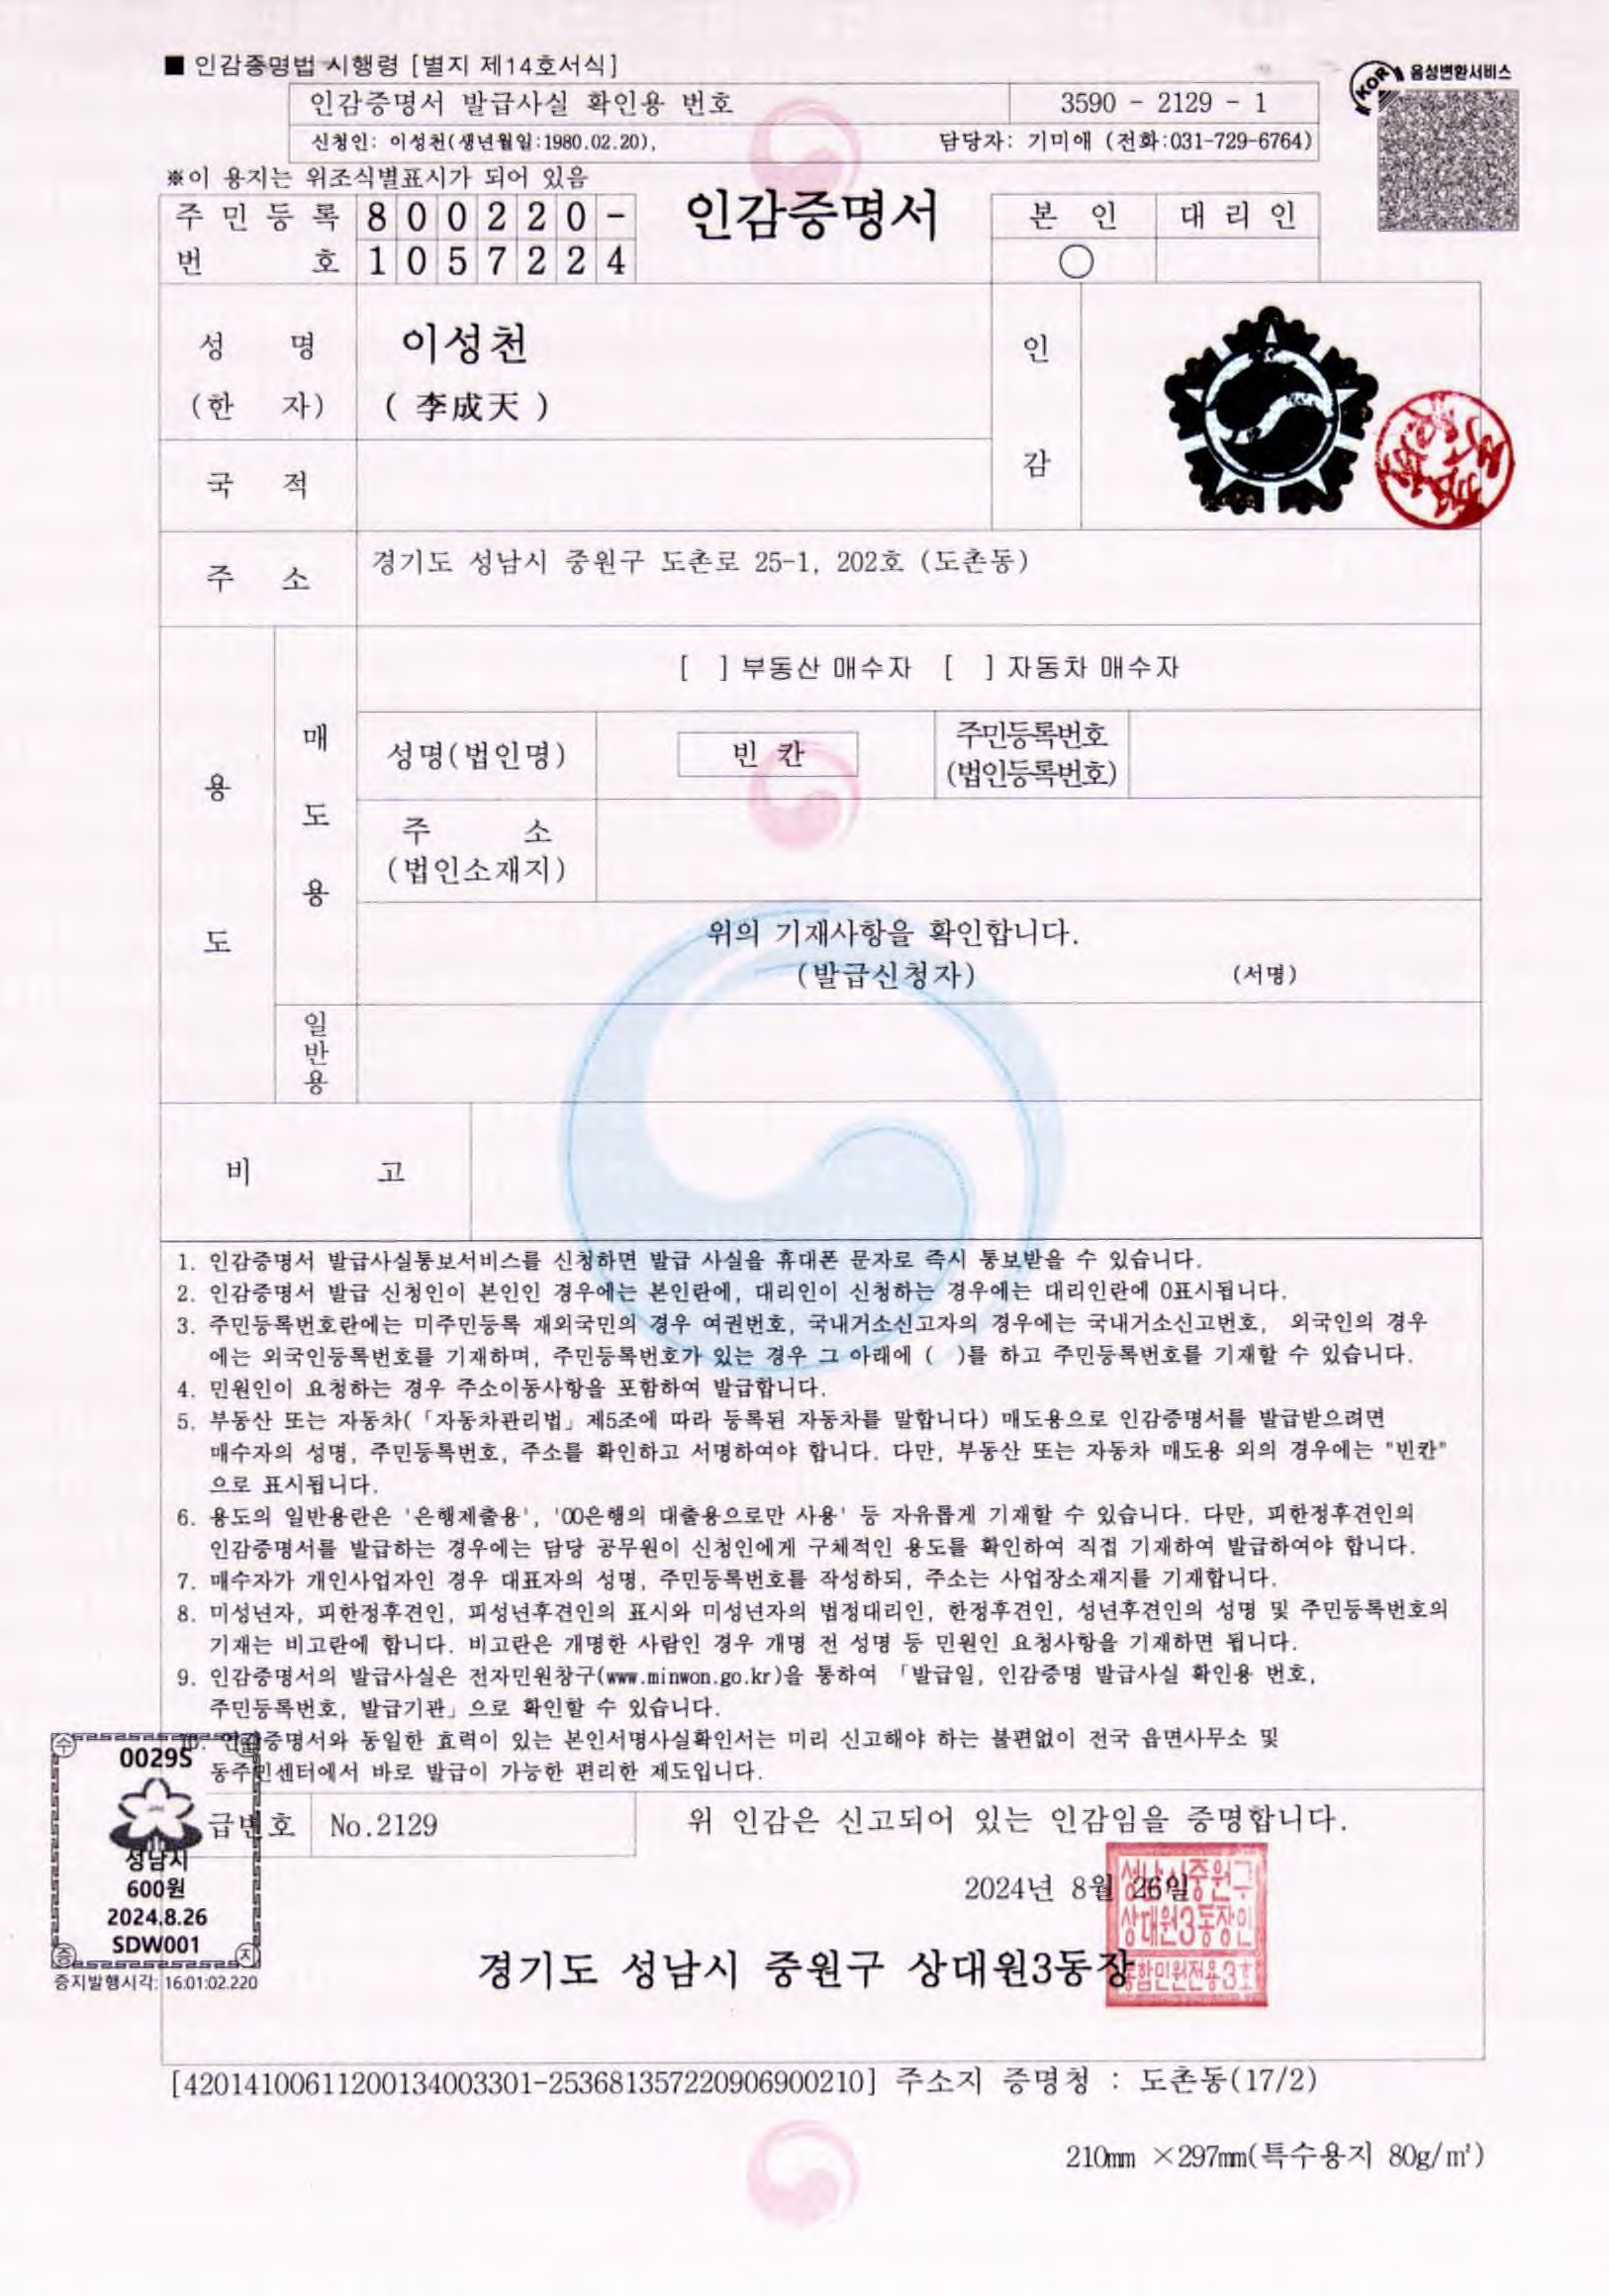 ■ 인감증명법 시행령 [별지 제14호서식]
음성변환서비스
인감증명서 발급사실 확인용 번호 3590 - 2129 - 1
신청인: 이성천(생년월일:1980.02.20), 담당자: 기미애 (전화:031-729-6764)
※이 용지는 위조식별표시가 되어 있음
주 민 등 록 8 0 0 2 2 0 -
번 호 1 0 5 7 2 2 4
인감증명서
본 인 대 리 인
○
성 명 이성천
(한 자) ( 李成天 )
인
감
국 적
주 소 경기도 성남시 중원구 도촌로 25-1, 202호 (도촌동)
용
도
매
도
용
[ ] 부동산 매수자 [ ] 자동차 매수자
성명(법인명) 빈 칸 주민등록번호
(법인등록번호)
주 소
(법인소재지)
위의 기재사항을 확인합니다.
(발급신청자) (서명)
일
반
용
비 고
1. 인감증명서 발급사실통보서비스를 신청하면 발급 사실을 휴대폰 문자로 즉시 통보받을 수 있습니다.
2. 인감증명서 발급 신청인이 본인인 경우에는 본인란에, 대리인이 신청하는 경우에는 대리인란에 0표시됩니다.
3. 주민등록번호란에는 미주민등록 재외국민의 경우 여권번호, 국내거소신고자의 경우에는 국내거소신고번호, 외국인의 경우
에는 외국인등록번호를 기재하며, 주민등록번호가 있는 경우 그 아래에 ( )를 하고 주민등록번호를 기재할 수 있습니다.
4. 민원인이 요청하는 경우 주소이동사항을 포함하여 발급합니다.
5. 부동산 또는 자동차(「자동차관리법」제5조에 따라 등록된 자동차를 말합니다) 매도용으로 인감증명서를 발급받으려면
매수자의 성명, 주민등록번호, 주소를 확인하고 서명하여야 합니다. 다만, 부동산 또는 자동차 매도용 외의 경우에는 "빈칸"
으로 표시됩니다.
6. 용도의 일반용란은 '은행제출용', '00은행의 대출용으로만 사용' 등 자유롭게 기재할 수 있습니다. 다만, 피한정후견인의
인감증명서를 발급하는 경우에는 담당 공무원이 신청인에게 구체적인 용도를 확인하여 직접 기재하여 발급하여야 합니다.
7. 매수자가 개인사업자인 경우 대표자의 성명, 주민등록번호를 작성하되, 주소는 사업장소재지를 기재합니다.
8. 미성년자, 피한정후견인, 피성년후견인의 표시와 미성년자의 법정대리인, 한정후견인, 성년후견인의 성명 및 주민등록번호의
기재는 비고란에 합니다. 비고란은 개명한 사람인 경우 개명 전 성명 등 민원인 요청사항을 기재하면 됩니다.
9. 인감증명서의 발급사실은 전자민원창구(www.minwon.go.kr)을 통하여 「발급일, 인감증명 발급사실 확인용 번호,
주민등록번호, 발급기관」으로 확인할 수 있습니다.
10. 인감증명서와 동일한 효력이 있는 본인서명사실확인서는 미리 신고해야 하는 불편없이 전국 읍면사무소 및
동주민센터에서 바로 발급이 가능한 편리한 제도입니다.
급번호 No.2129 위 인감은 신고되어 있는 인감임을 증명합니다.
2024년 8월 26일
경기도 성남시 중원구 상대원3동장
성남시중원구
상대원3동장인
통합민원전용3호
수 입
0029S
성남시
600원
2024.8.26
SDW001
증 지
증지발행시각: 16:01:02.220
[42014100611200134003301-253681357220906900210] 주소지 증명청 : 도촌동(17/2)
210mm ×297mm(특수용지 80g/㎡)